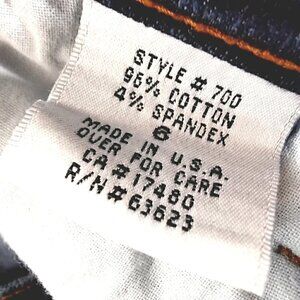 STYLE # 700
96% COTTON
4% SPANDEX
6
MADE IN U.S.A.
OVER FOR CARE
CA#17480
R/N#63623